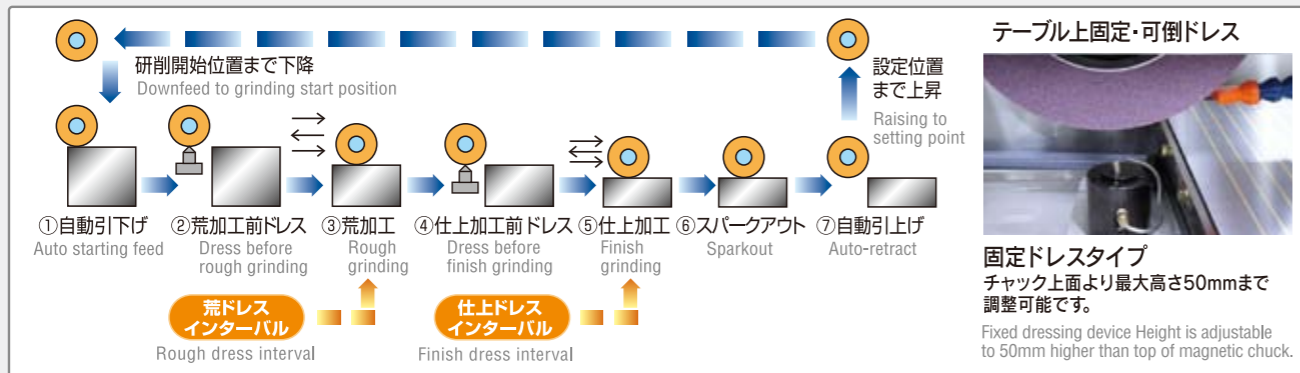 研削開始位置まで下降
Downfeed to grinding start position
設定位置
まで上昇
Raising to
setting point
①自動引下げ
Auto starting feed
②荒加工前ドレス
Dress before
rough grinding
③荒加工
Rough
grinding
④仕上加工前ドレス
Dress before
finish grinding
⑤仕上加工
Finish
grinding
⑥スパークアウト
Sparkout
⑦自動引上げ
Auto-retract
荒ドレス
インターバル
Rough dress interval
仕上ドレス
インターバル
Finish dress interval
テーブル上固定・可倒ドレス
固定ドレスタイプ
チャック上面より最大高さ50mmまで
調整可能です。
Fixed dressing device Height is adjustable
to 50mm higher than top of magnetic chuck.